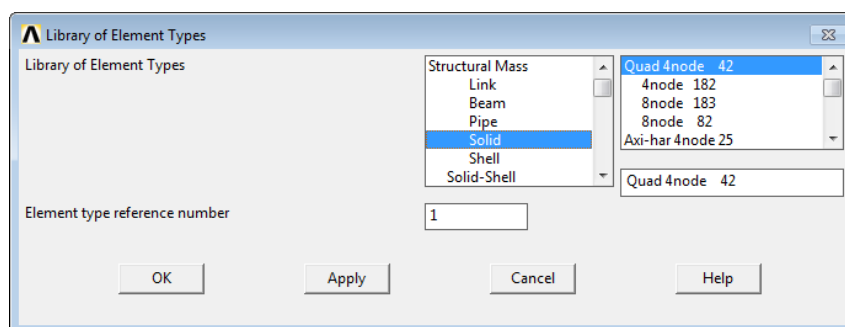 Library of Element Types
Library of Element Types
Structural Mass
Link
Beam
Pipe
Solid
Shell
Solid-Shell
Quad 4node 42
4node 182
8node 183
8node 82
Axi-har 4node 25
Quad 4node 42
Element type reference number
1
OK
Apply
Cancel
Help